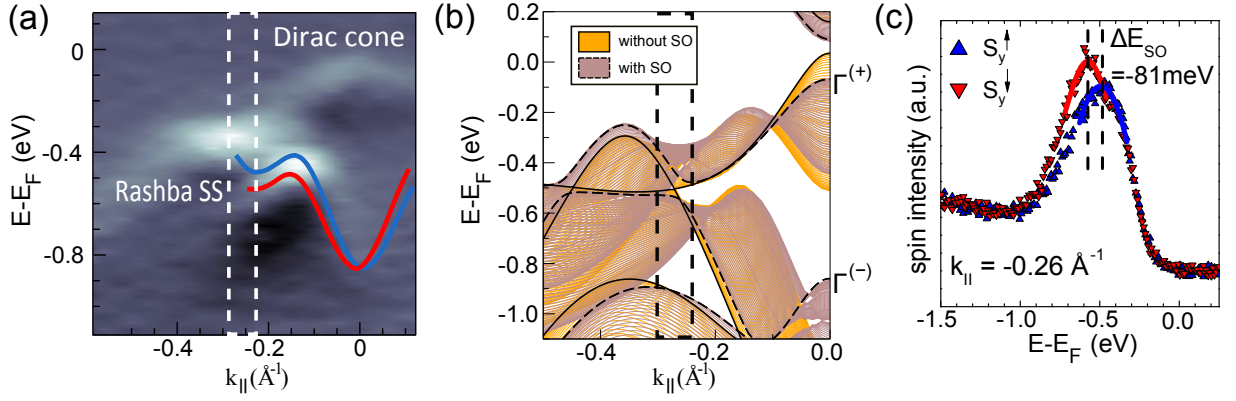 (a)
Dirac cone
Rashba SS
0
-0.4
-0.8
E-E_F (eV)
-0.4
-0.2
0
k_||(Å⁻¹)
(b)
without SO
with SO
0.2
0.0
-0.2
-0.4
-0.6
-0.8
-1.0
E-E_F (eV)
-0.4
-0.2
0.0
k_||(Å⁻¹)
Γ(+)
Γ(−)
(c)
S_y↑
S_y↓
ΔE_SO
=-81meV
k_|| = -0.26 Å⁻¹
spin intensity (a.u.)
-1.5
-1.0
-0.5
0.0
E-E_F (eV)